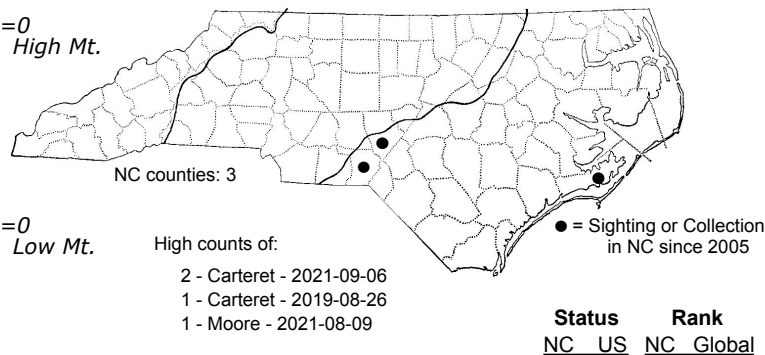 =0
High Mt.
NC counties: 3
=0
Low Mt.
High counts of:
2 - Carteret - 2021-09-06
1 - Carteret - 2019-08-26
1 - Moore - 2021-08-09
● = Sighting or Collection
in NC since 2005
Status Rank
NC US NC Global